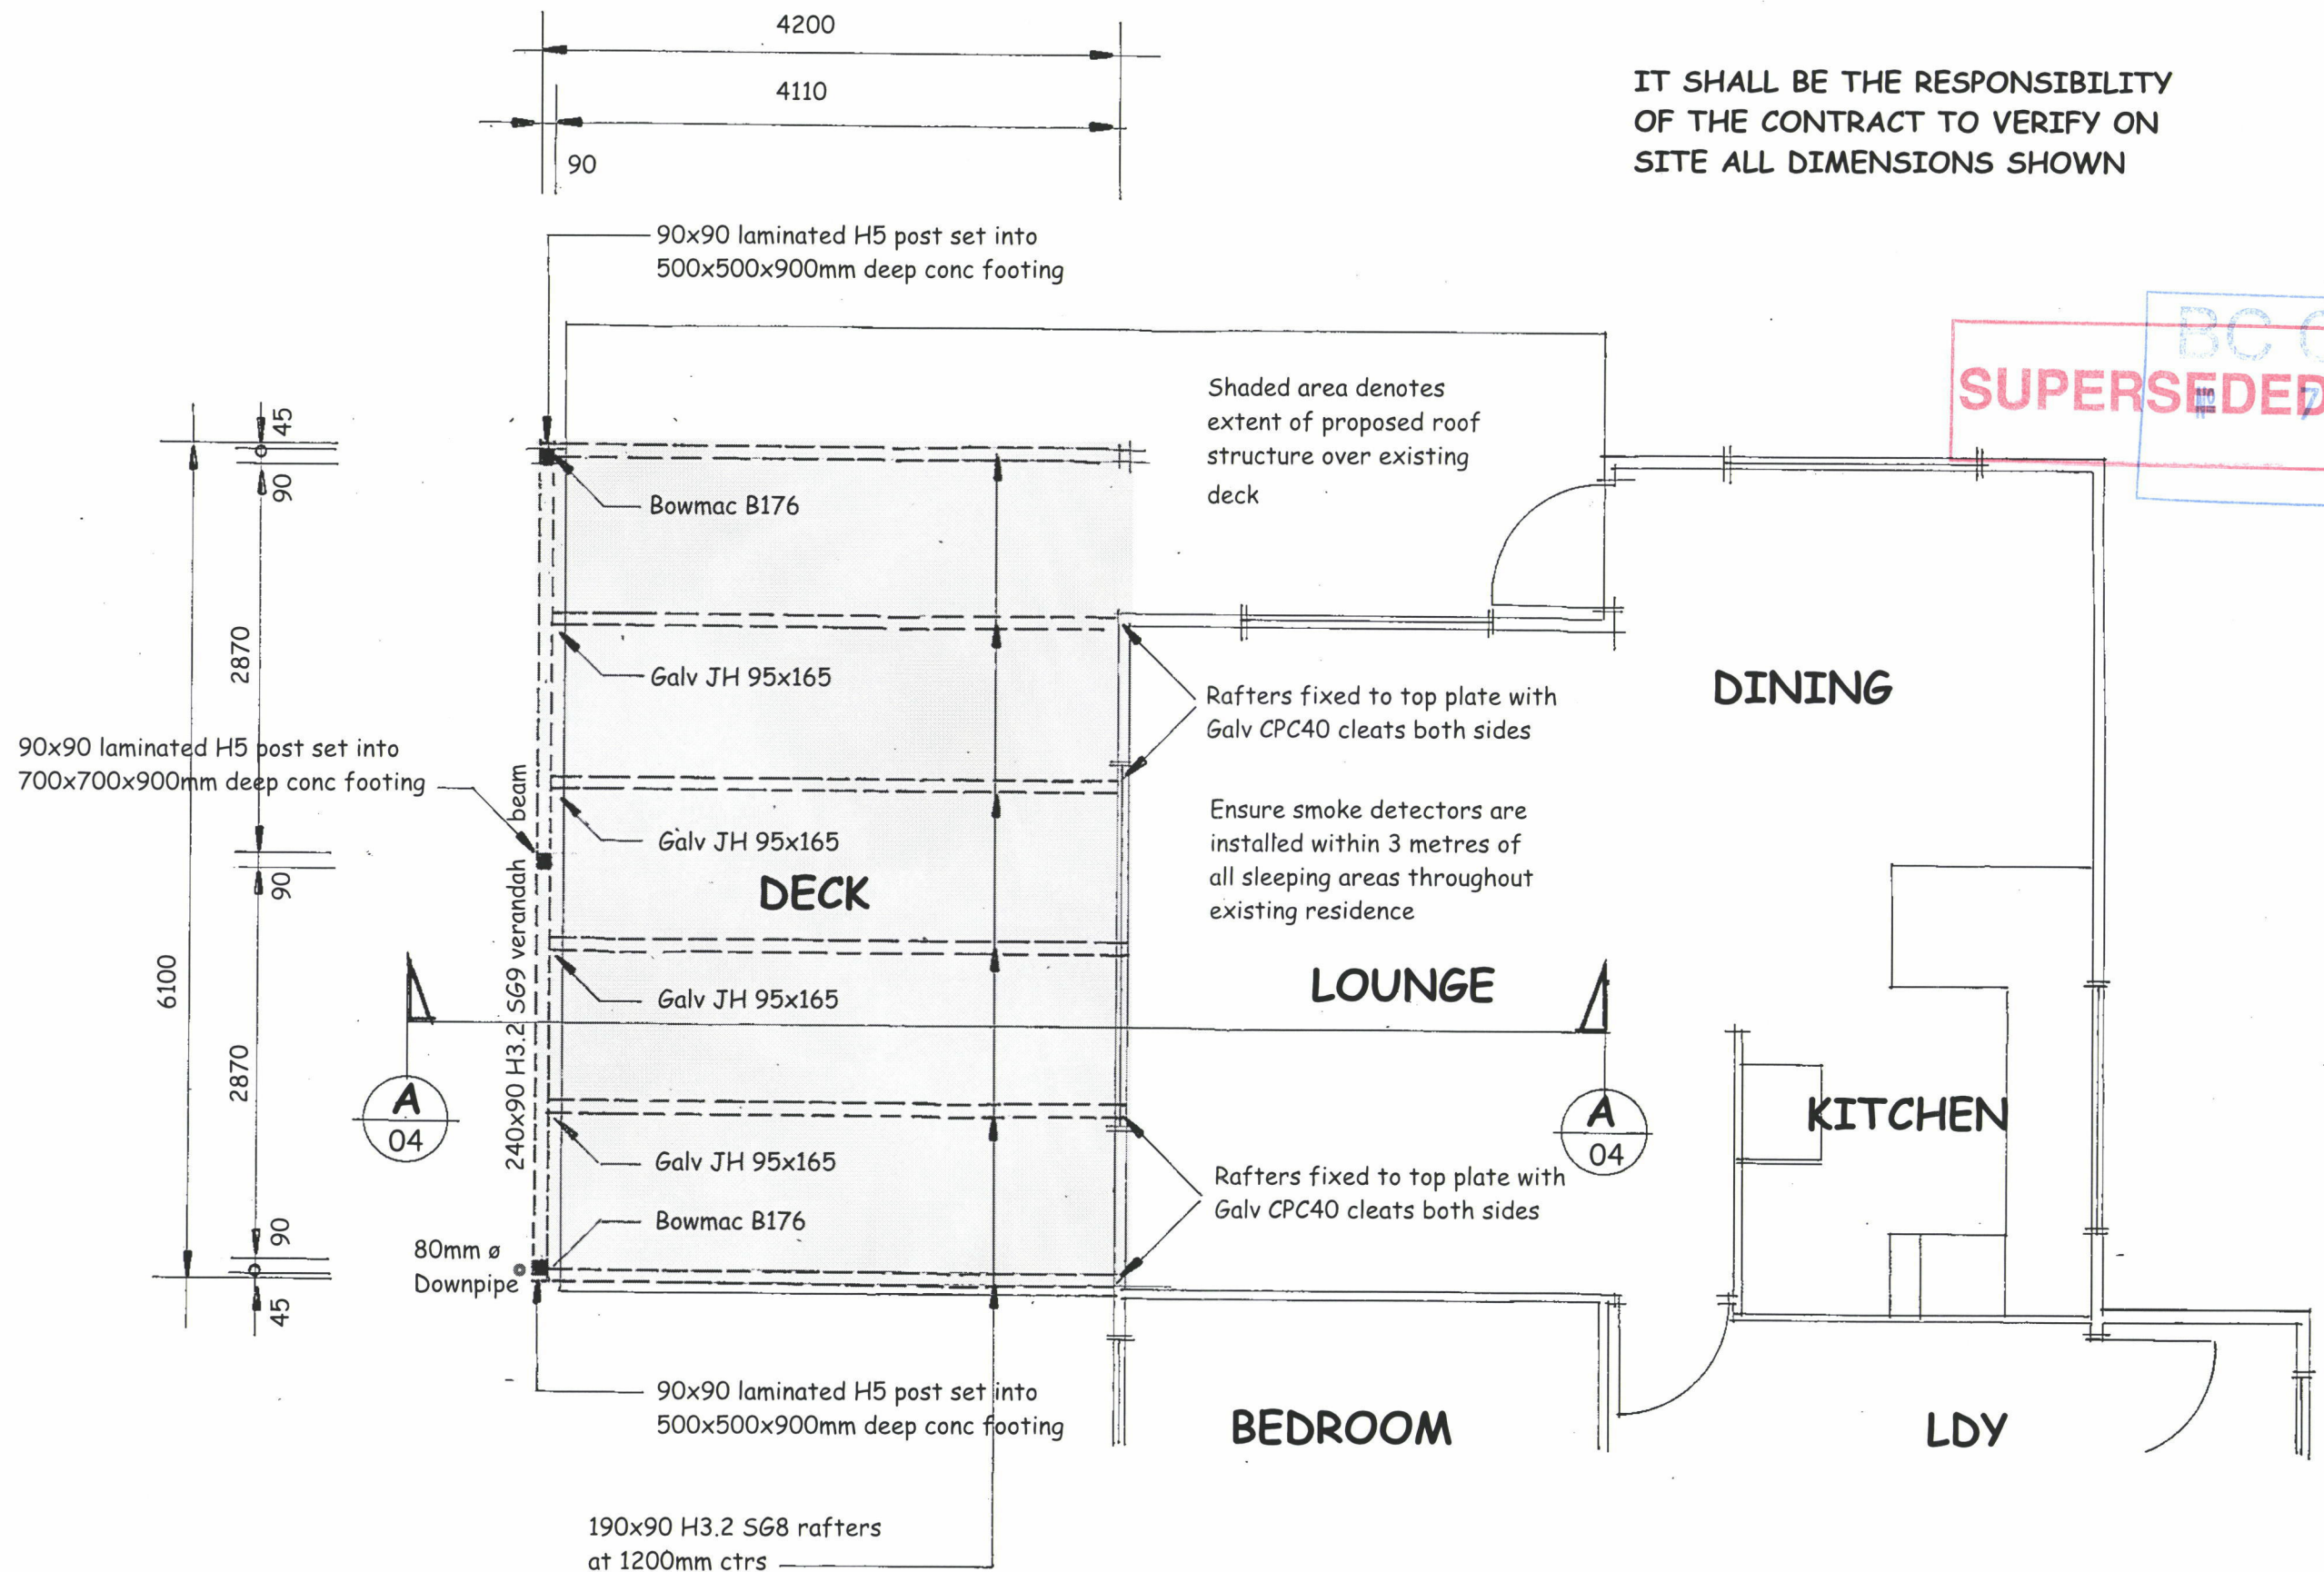 4200
4110
90
IT SHALL BE THE RESPONSIBILITY
OF THE CONTRACT TO VERIFY ON
SITE ALL DIMENSIONS SHOWN
90x90 laminated H5 post set into
500x500x900mm deep conc footing
BC
SUPERSEDED
7
Shaded area denotes
extent of proposed roof
structure over existing
deck
45
90
Bowmac B176
2870
Galv JH 95x165
Rafters fixed to top plate with
Galv CPC40 cleats both sides
DINING
90x90 laminated H5 post set into
700x700x900mm deep conc footing
Galv JH 95x165
Ensure smoke detectors are
installed within 3 metres of
all sleeping areas throughout
existing residence
90
DECK
240x90 H3.2 SG9 verandah beam
6100
Galv JH 95x165
LOUNGE
2870
A
04
A
04
KITCHEN
Galv JH 95x165
Rafters fixed to top plate with
Galv CPC40 cleats both sides
Bowmac B176
90
45
80mm ø
Downpipe
90x90 laminated H5 post set into
500x500x900mm deep conc footing
BEDROOM
LDY
190x90 H3.2 SG8 rafters
at 1200mm ctrs